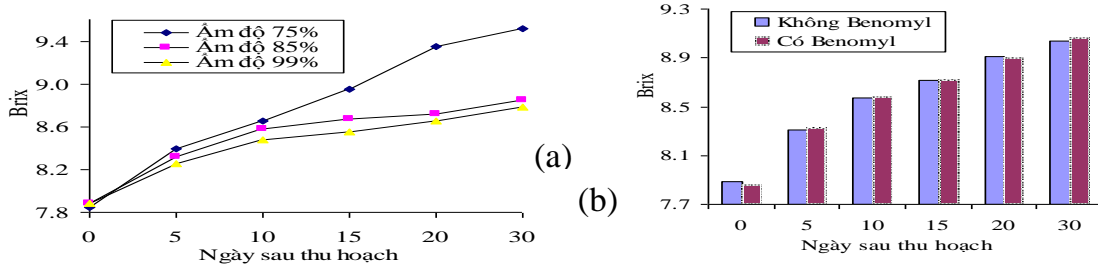 Brix
9.4
9.0
8.6
8.2
7.8
Ẩm độ 75%
Ẩm độ 85%
Ẩm độ 99%
0 5 10 15 20 30
Ngày sau thu hoạch
(a)
Brix
9.3
8.9
8.5
8.1
7.7
Không Benomyl
Có Benomyl
0 5 10 15 20 30
Ngày sau thu hoạch
(b)